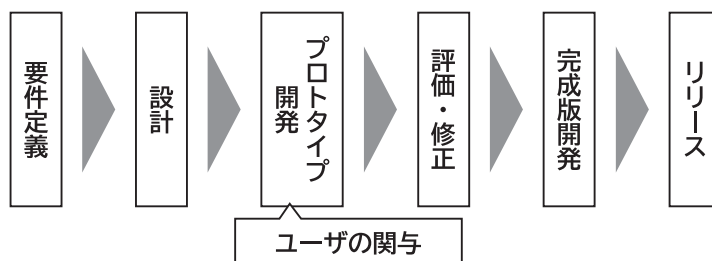 要件定義
設計
プロトタイプ
開発
評価・修正
完成版開発
リリース
ユーザの関与